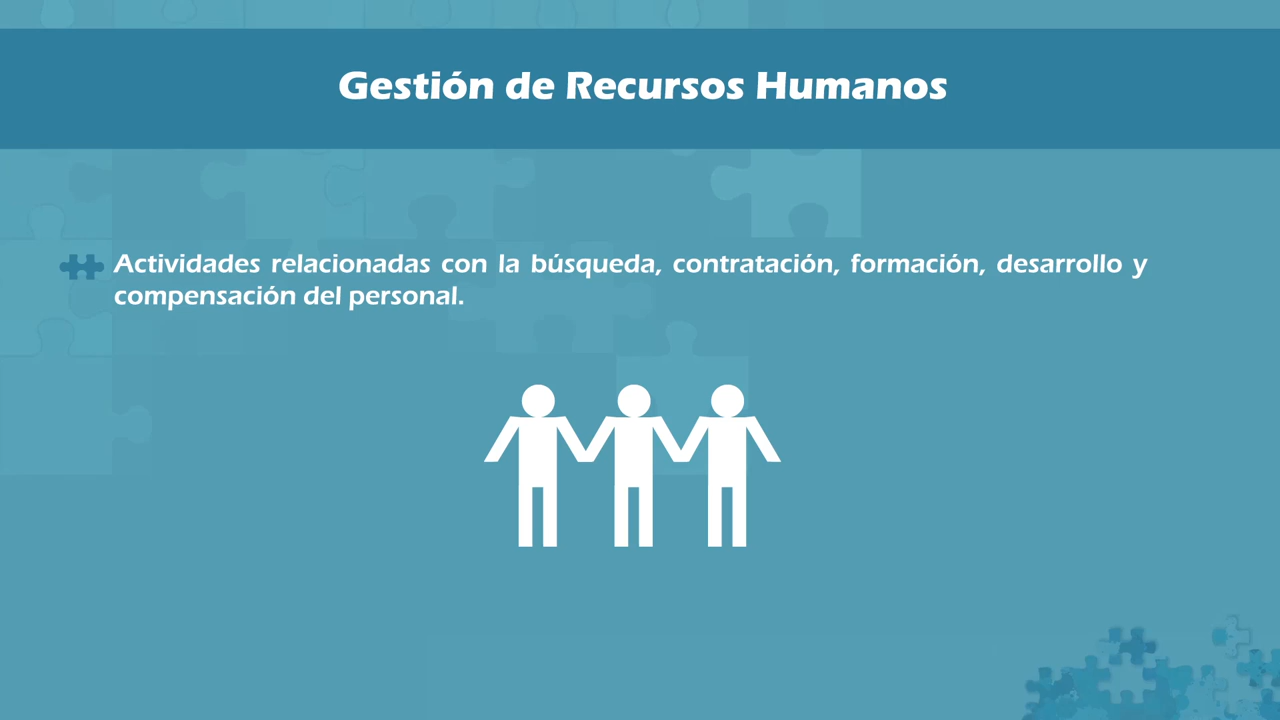 Gestión de Recursos Humanos
Actividades relacionadas con la búsqueda, contratación, formación, desarrollo y
compensación del personal.